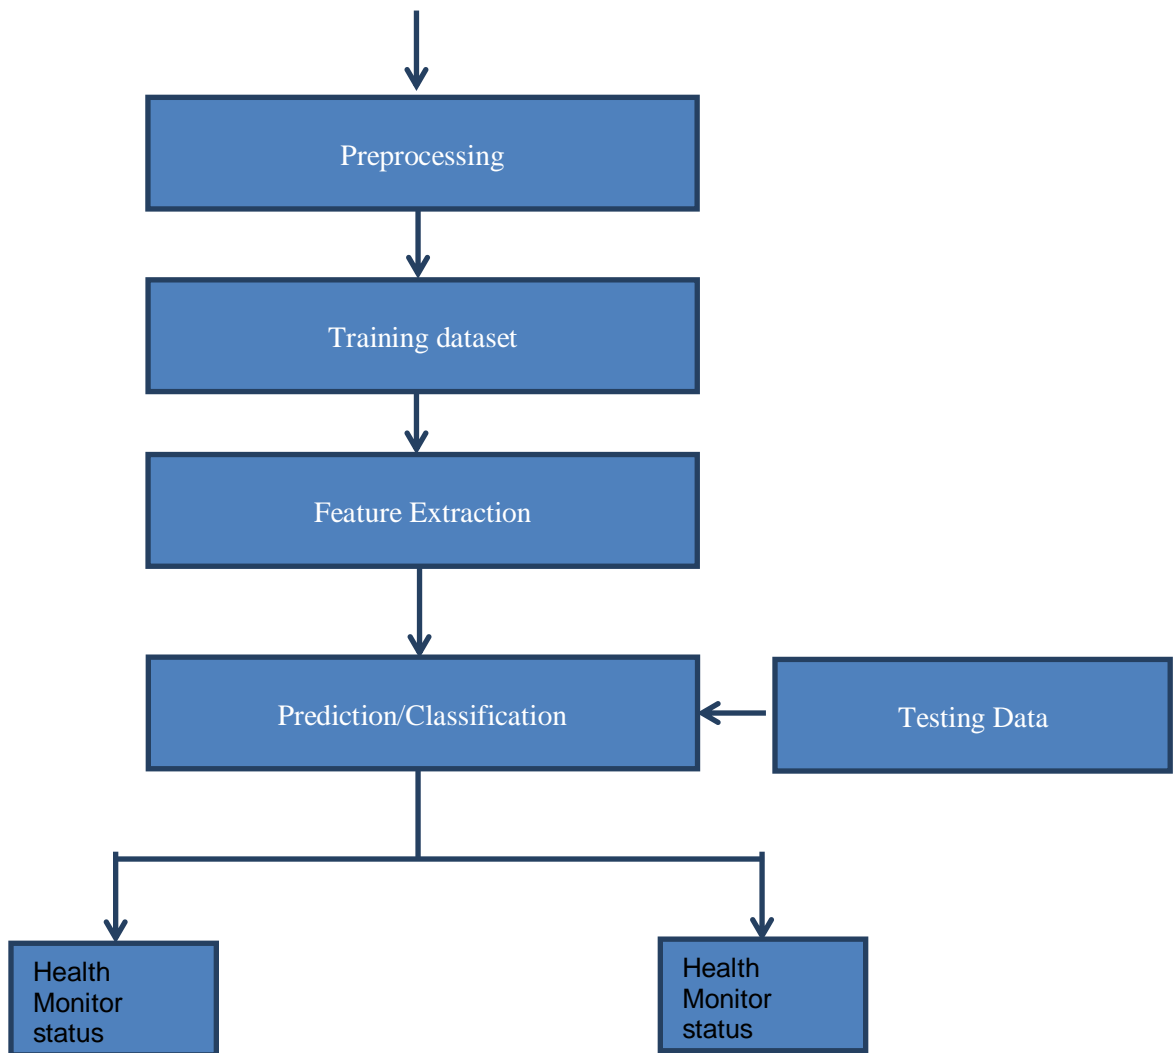 Preprocessing
Training dataset
Feature Extraction
Prediction/Classification
Testing Data
Health
Monitor
status
Health
Monitor
status